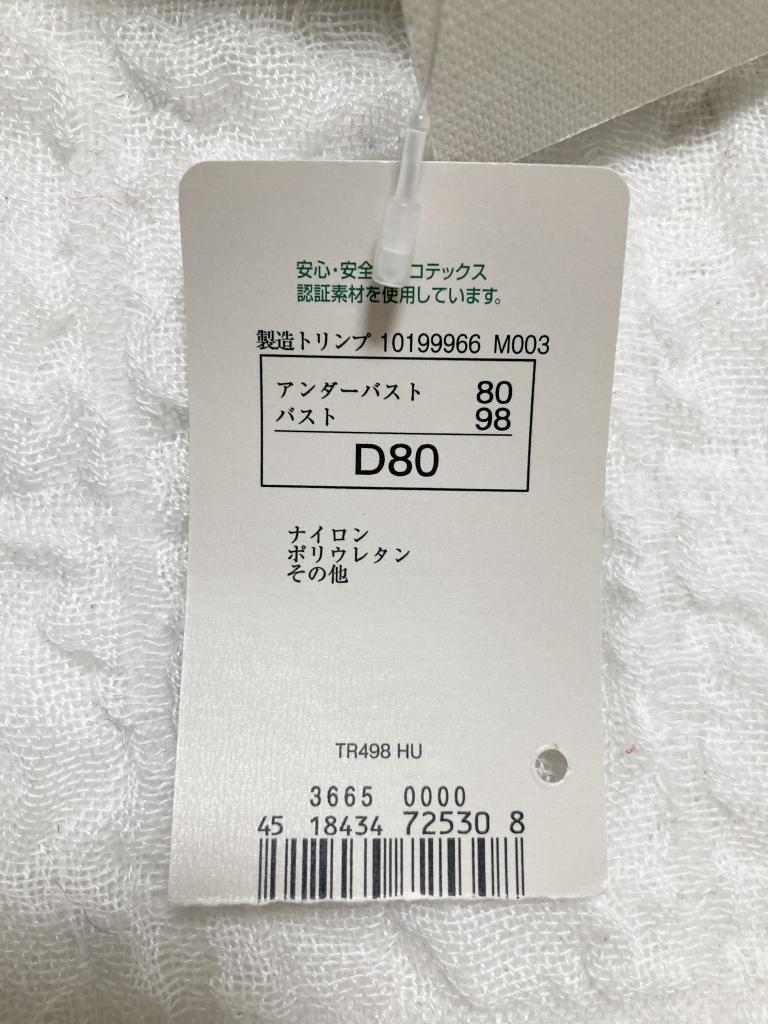 安心・安全 コテックス
認証素材を使用しています。
製造トリンプ 10199966 M003
アンダーバスト 80
バスト 98
D80
ナイロン
ポリウレタン
その他
TR498 HU
3665 0000
45 18434 72530 8